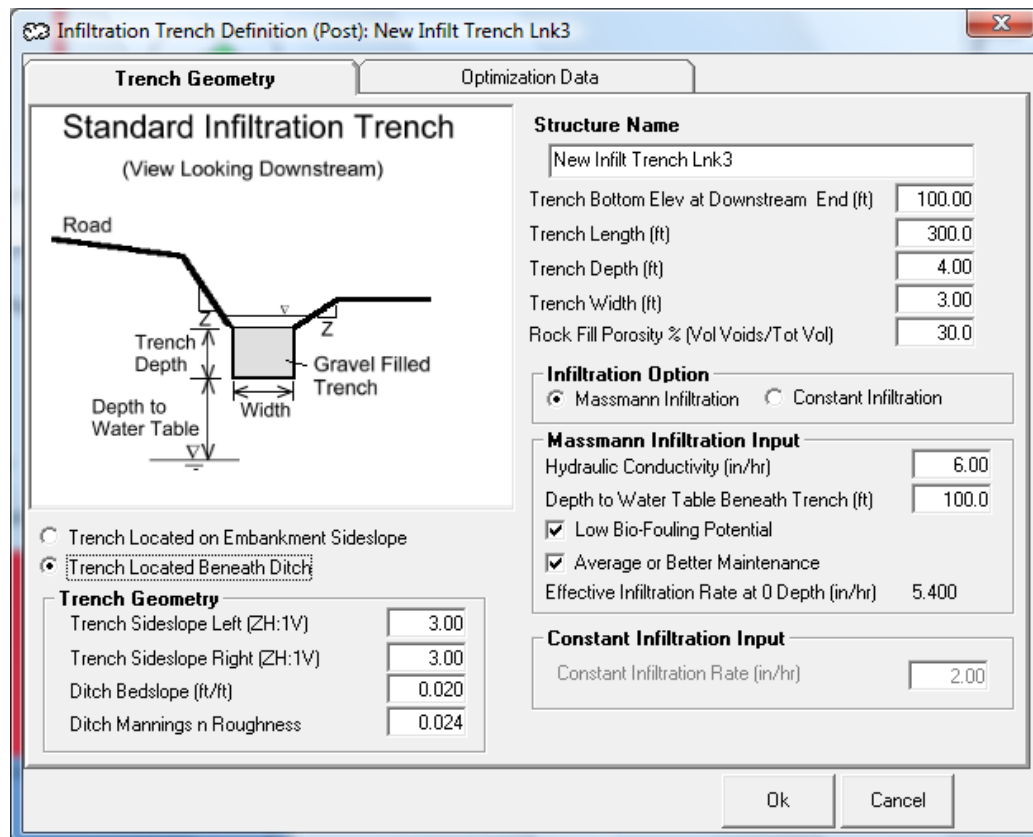 Infiltration Trench Definition (Post): New Infilt Trench Lnk3
Trench Geometry
Optimization Data
Standard Infiltration Trench
(View Looking Downstream)
Road
Z
Z
Trench
Depth
Gravel Filled
Trench
Width
Depth to
Water Table
Trench Located on Embankment Sideslope
Trench Located Beneath Ditch
Trench Geometry
Trench Sideslope Left (ZH:1V) 3.00
Trench Sideslope Right (ZH:1V) 3.00
Ditch Bedslope (ft/ft) 0.020
Ditch Mannings n Roughness 0.024
Structure Name
New Infilt Trench Lnk3
Trench Bottom Elev at Downstream End (ft) 100.00
Trench Length (ft) 300.0
Trench Depth (ft) 4.00
Trench Width (ft) 3.00
Rock Fill Porosity % (Vol Voids/Tot Vol) 30.0
Infiltration Option
Massmann Infiltration Constant Infiltration
Massmann Infiltration Input
Hydraulic Conductivity (in/hr) 6.00
Depth to Water Table Beneath Trench (ft) 100.0
Low Bio-Fouling Potential
Average or Better Maintenance
Effective Infiltration Rate at 0 Depth (in/hr) 5.400
Constant Infiltration Input
Constant Infiltration Rate (in/hr) 2.00
Ok Cancel